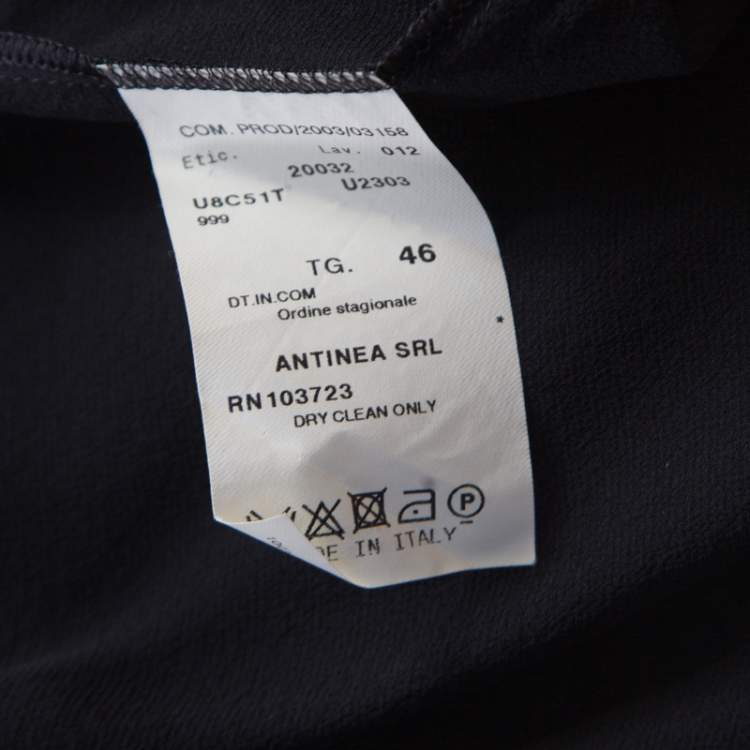 COM. PROD/2003/03158
Etic. Lav. 012
20032
U8C51T U2303
999
TG. 46
DT.IN.COM
Ordine stagionale
*
ANTINEA SRL
RN103723
DRY CLEAN ONLY
P
DE IN ITALY